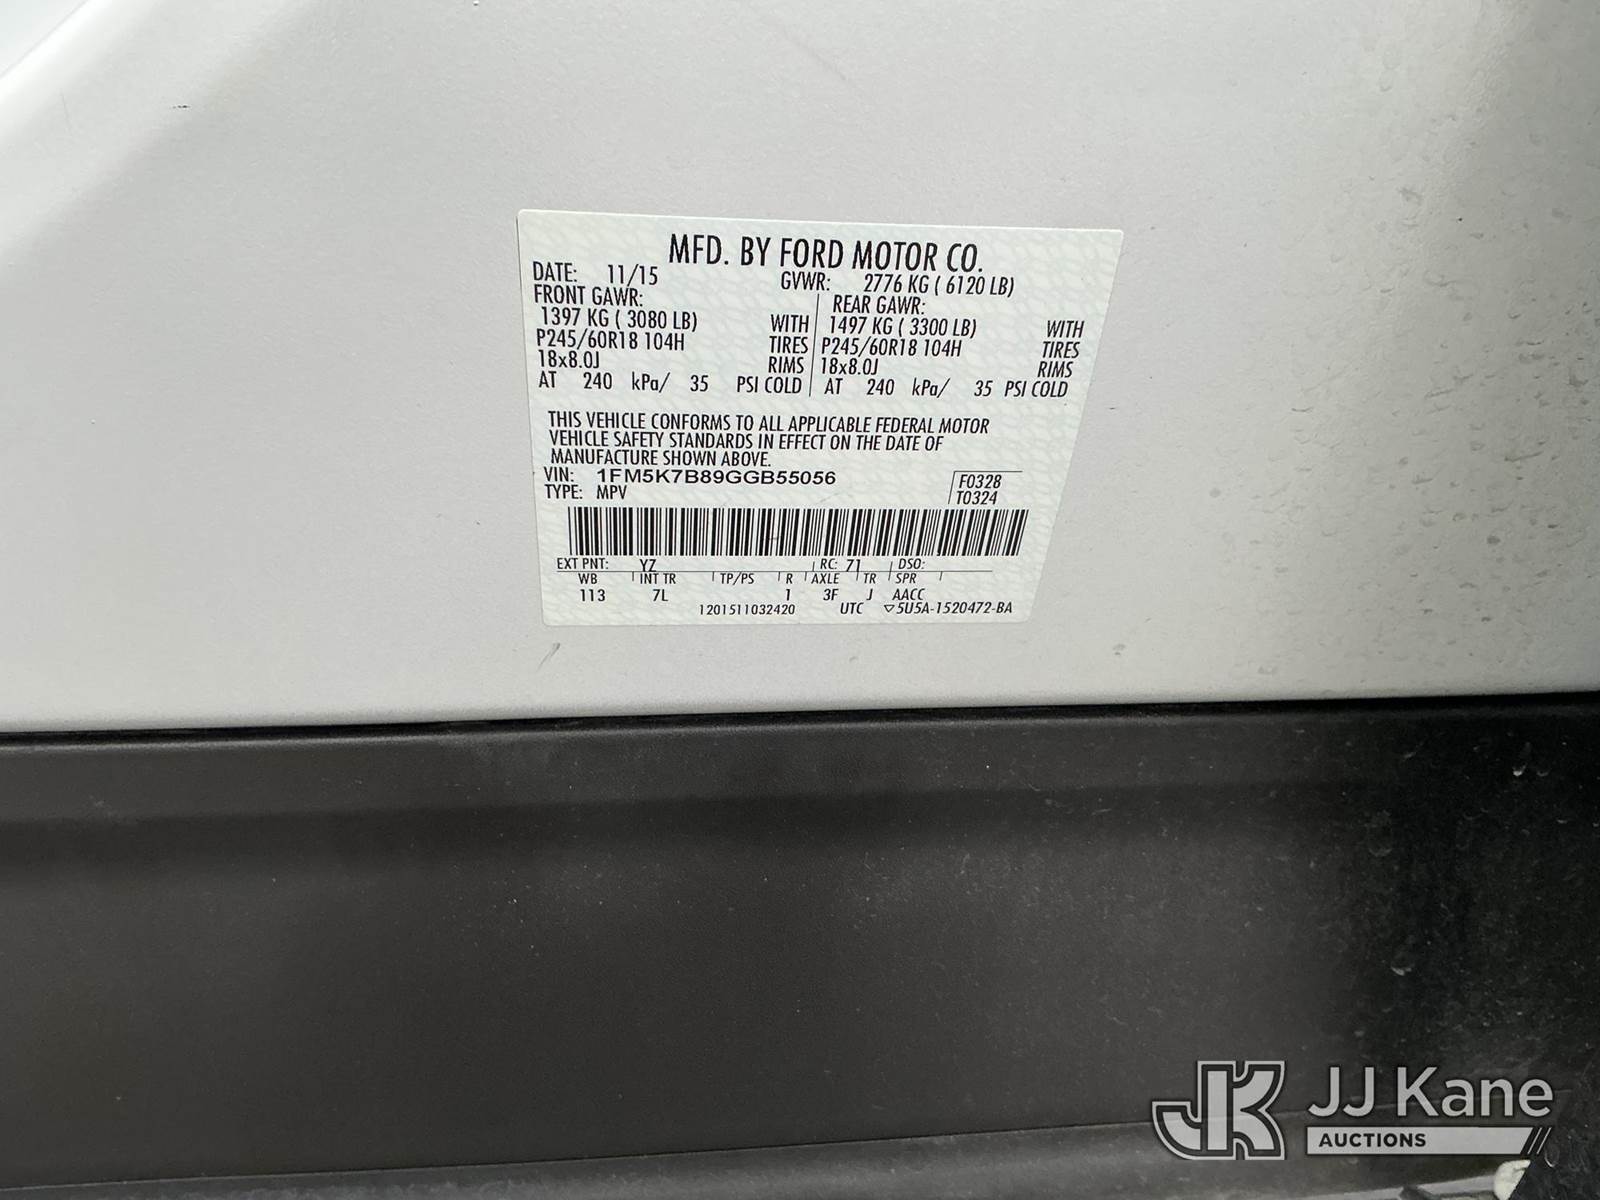 MFD. BY FORD MOTOR CO.
DATE: 11/15 GVWR: 2776 KG ( 6120 LB)
FRONT GAWR: REAR GAWR:
1397 KG ( 3080 LB) WITH 1497 KG ( 3300 LB) WITH
P245/60R18 104H TIRES P245/60R18 104H TIRES
18x8.0J RIMS 18x8.0J RIMS
AT 240 kPa/ 35 PSI COLD AT 240 kPa/ 35 PSI COLD
THIS VEHICLE CONFORMS TO ALL APPLICABLE FEDERAL MOTOR
VEHICLE SAFETY STANDARDS IN EFFECT ON THE DATE OF
MANUFACTURE SHOWN ABOVE.
VIN: 1FM5K7B89GGB55056 F0328
TYPE: MPV T0324
EXT PNT: YZ RC: 71 DSO:
WB INT TR TP/PS R AXLE TR SPR
113 7L 1 3F J AACC
1201511032420 UTC ▽5U5A-1520472-BA
JK JJ Kane
AUCTIONS